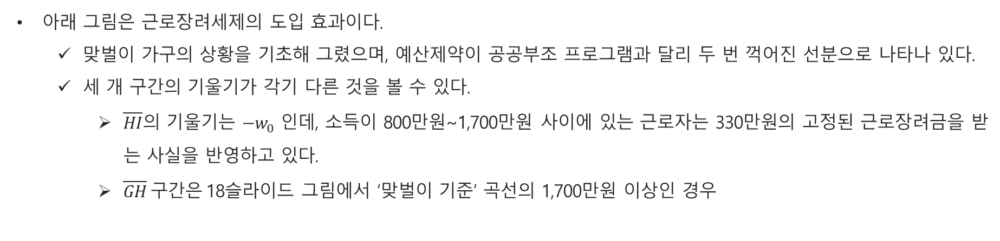 • 아래 그림은 근로장려세제의 도입 효과이다.
✓ 맞벌이 가구의 상황을 기초해 그렸으며, 예산제약이 공공부조 프로그램과 달리 두 번 꺽어진 선분으로 나타나 있다.
✓ 세 개 구간의 기울기가 각기 다른 것을 볼 수 있다.
➢ H̅I̅의 기울기는 −w₀ 인데, 소득이 800만원~1,700만원 사이에 있는 근로자는 330만원의 고정된 근로장려금을 받
는 사실을 반영하고 있다.
➢ G̅H̅ 구간은 18슬라이드 그림에서 ‘맞벌이 기준’ 곡선의 1,700만원 이상인 경우